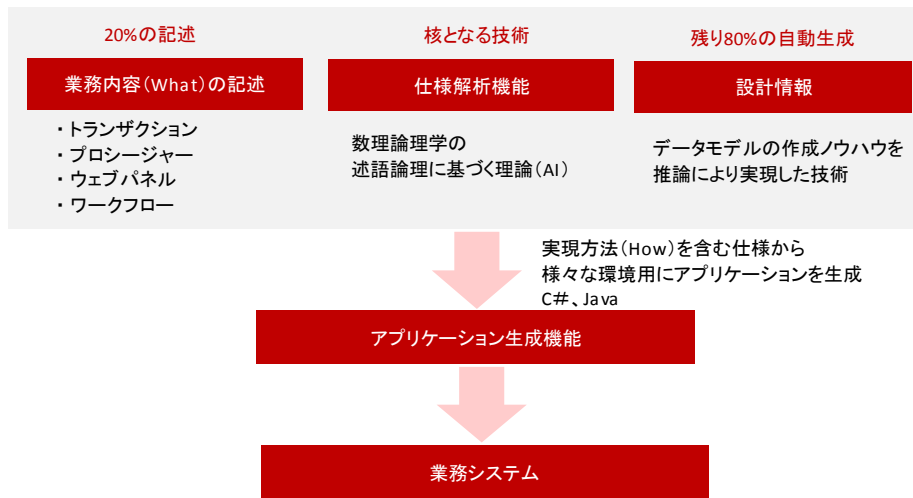 20%の記述
業務内容(What)の記述
・トランザクション
・プロシージャー
・ウェブパネル
・ワークフロー
核となる技術
仕様解析機能
数理論理学の
述語論理に基づく理論(AI)
残り80%の自動生成
設計情報
データモデルの作成ノウハウを
推論により実現した技術
実現方法(How)を含む仕様から
様々な環境用にアプリケーションを生成
C#、Java
アプリケーション生成機能
業務システム